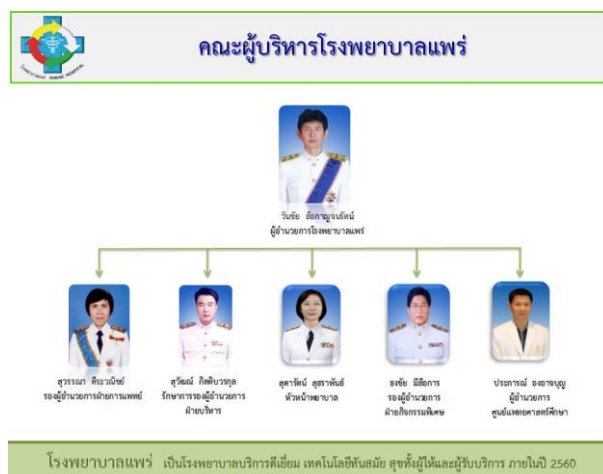 คณะผู้บริหารโรงพยาบาลแพร่
วันชัย ล้อกาญจนรัตน์
ผู้อำนวยการโรงพยาบาลแพร่
สุวรรณา ถิระวณิชย์
รองผู้อำนวยการฝ่ายการแพทย์
สุวัฒน์ กิตติบวรกุล
รักษาการรองผู้อำนวยการ
ฝ่ายบริหาร
สุดารัตน์ สุธราพันธ์
หัวหน้าพยาบาล
ธงชัย มีลือการ
รองผู้อำนวยการ
ฝ่ายกิจกรรมพิเศษ
ประการณ์ องอาจบุญ
ผู้อำนวยการ
ศูนย์แพทยศาสตร์ศึกษา
โรงพยาบาลแพร่ เป็นโรงพยาบาลบริการดีเยี่ยม เทคโนโลยีทันสมัย สุขทั้งผู้ให้และผู้รับบริการ ภายในปี 2560